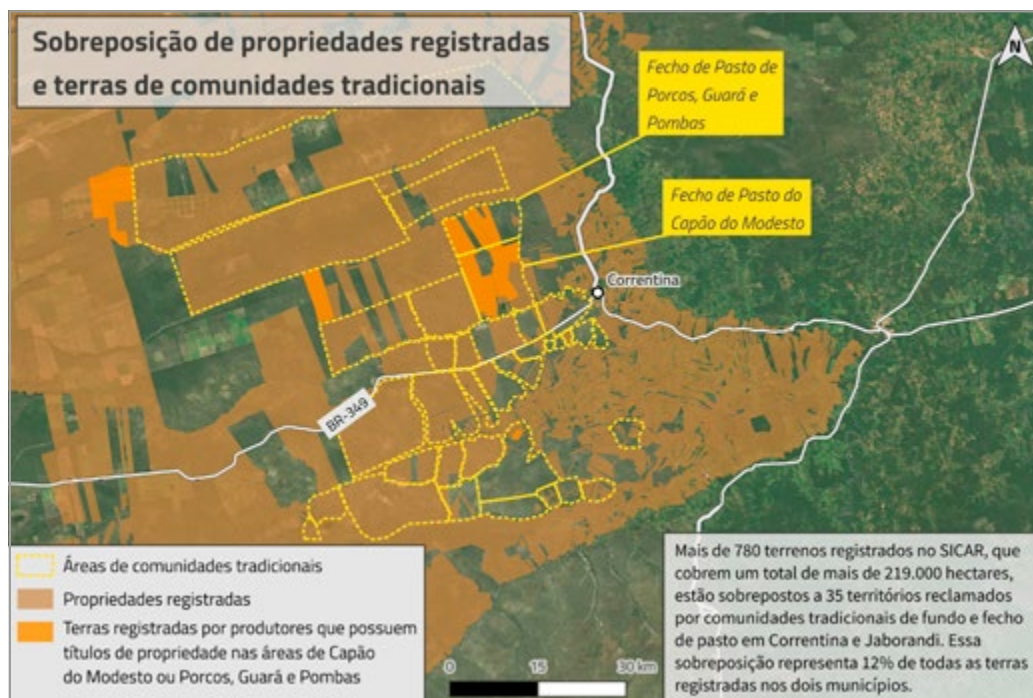 Sobreposição de propriedades registradas
e terras de comunidades tradicionais
Fecho de Pasto de
Porcos, Guará e
Pombas
N
Fecho de Pasto do
Capão do Modesto
Correntina
BR-349
Áreas de comunidades tradicionais
Propriedades registradas
Terras registradas por produtores que possuem
títulos de propriedade nas áreas de Capão
do Modesto ou Porcos, Guará e Pombas
0 15 30 km
Mais de 780 terrenos registrados no SICAR, que
cobrem um total de mais de 219.000 hectares,
estão sobrepostos a 35 territórios reclamados
por comunidades tradicionais de fundo e fecho
de pasto em Correntina e Jaborandi. Essa
sobreposição representa 12% de todas as terras
registradas nos dois municípios.